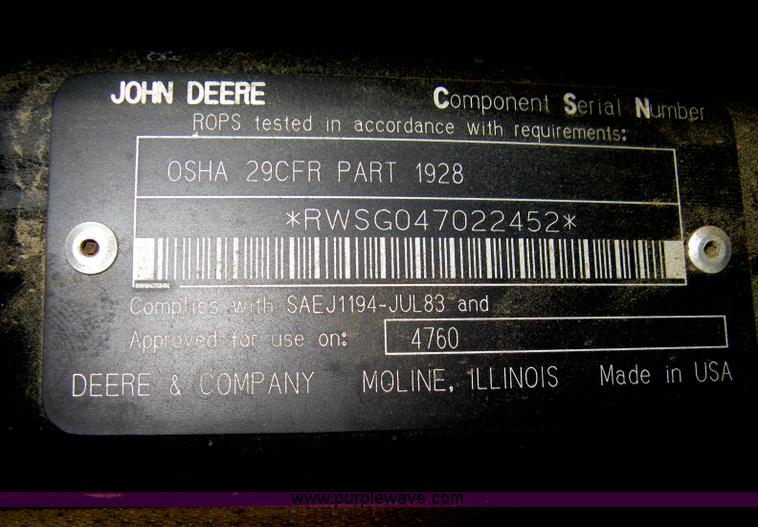 JOHN DEERE Component Serial Number
ROPS tested in accordance with requirements:
OSHA 29CFR PART 1928
*RWSG047022452*
Complies with SAEJ1194-JUL83 and
Approved for use on: 4760
DEERE & COMPANY MOLINE, ILLINOIS Made in USA
www.purplewave.com